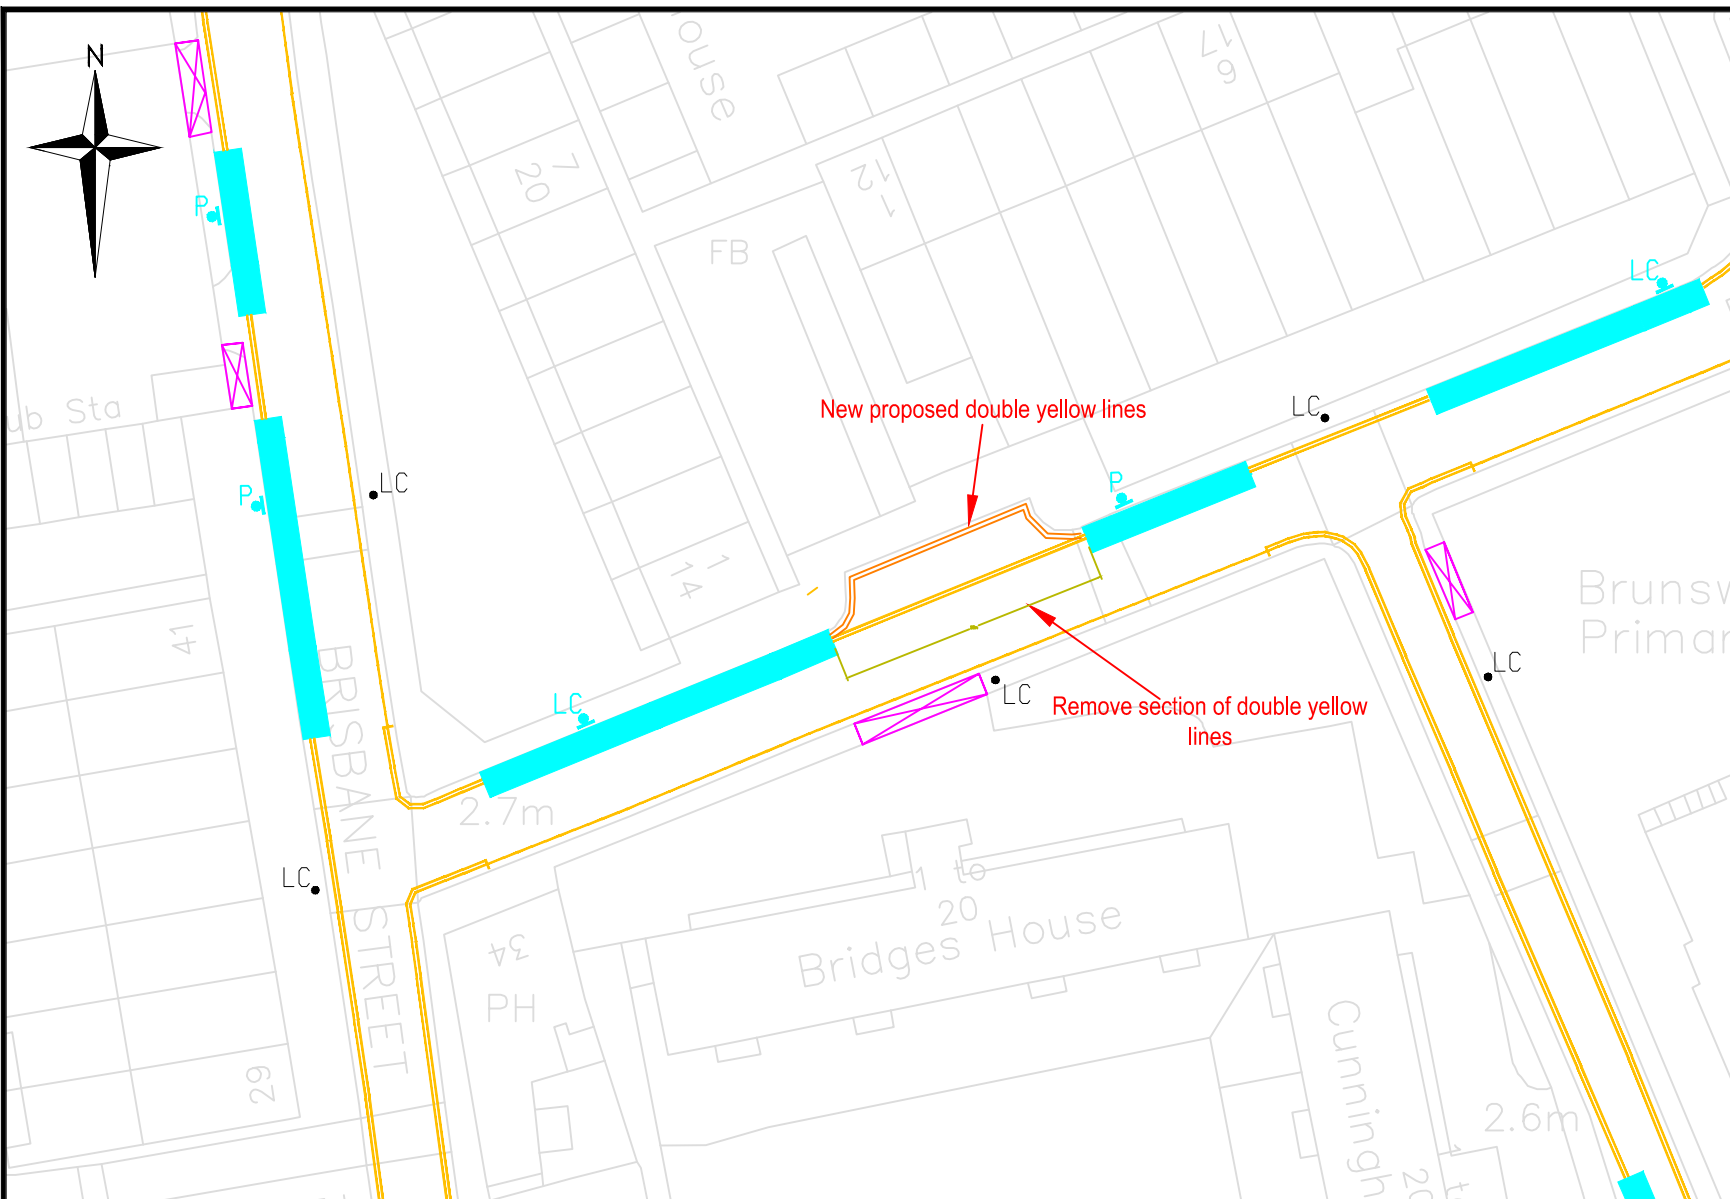 N
ouse
17
6
7
20
12
1
P
FB
LC
ub Sta
New proposed double yellow lines
LC
P
LC
P
1
14
Brunsw
Primar
41
BRISBANE STREET
LC
LC
LC
Remove section of double yellow
lines
2.7m
LC
1 to
20
Bridges House
34
PH
Cunningh
29
2.6m
1 t
20